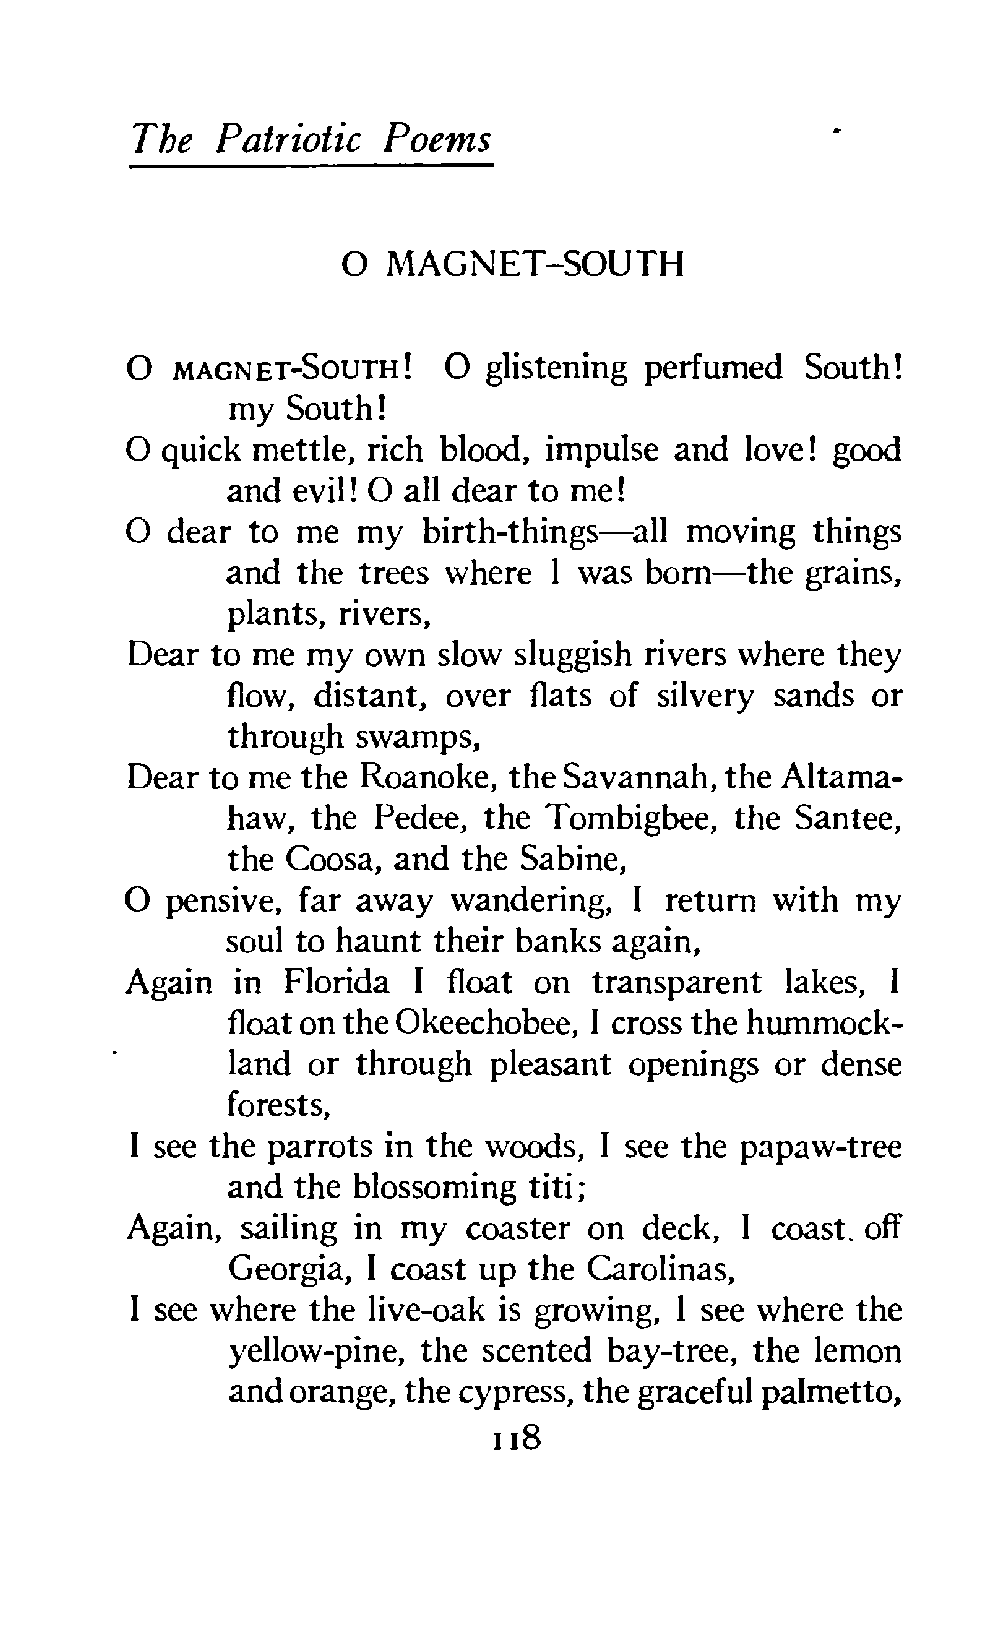 The Patriotic Poems
O MAGNET-SOUTH
O MAGNET-SOUTH! O glistening perfumed South!
my South!
O quick mettle, rich blood, impulse and love! good
and evil! O all dear to me!
O dear to me my birth-things—all moving things
and the trees where I was born—the grains,
plants, rivers,
Dear to me my own slow sluggish rivers where they
flow, distant, over flats of silvery sands or
through swamps,
Dear to me the Roanoke, the Savannah, the Altama-
haw, the Pedee, the Tombigbee, the Santee,
the Coosa, and the Sabine,
O pensive, far away wandering, I return with my
soul to haunt their banks again,
Again in Florida I float on transparent lakes, I
float on the Okeechobee, I cross the hummock-
land or through pleasant openings or dense
forests,
I see the parrots in the woods, I see the papaw-tree
and the blossoming titi;
Again, sailing in my coaster on deck, I coast. off
Georgia, I coast up the Carolinas,
I see where the live-oak is growing, I see where the
yellow-pine, the scented bay-tree, the lemon
and orange, the cypress, the graceful palmetto,
118